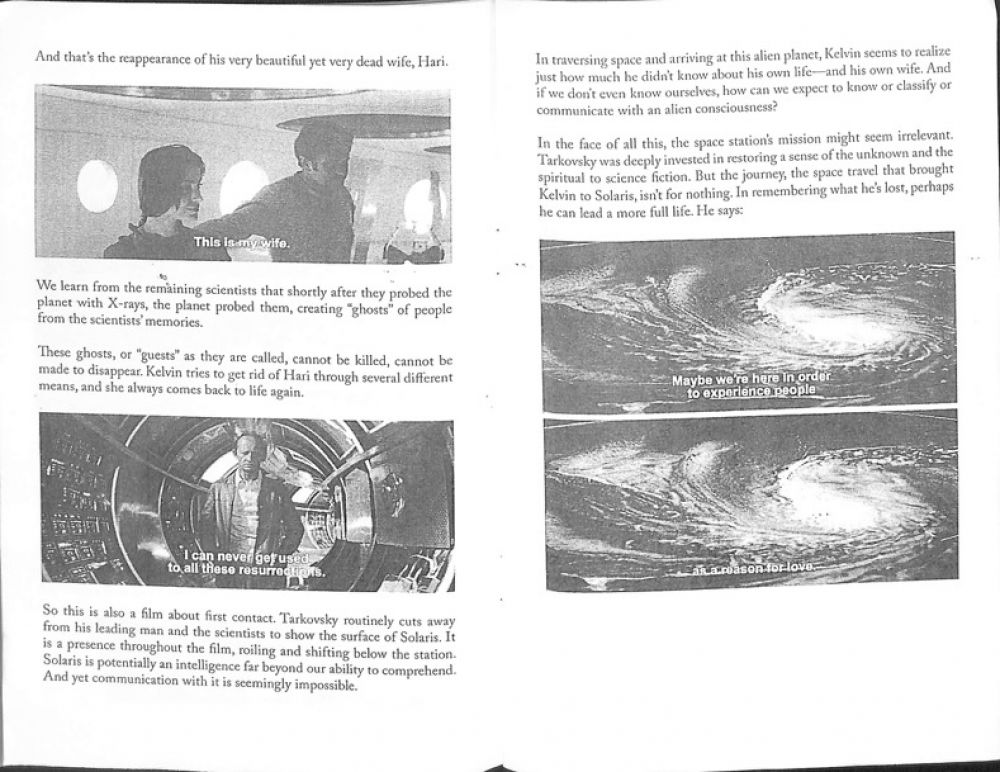 And that's the reappearance of his very beautiful yet very dead wife, Hari.
This is my wife.
We learn from the remaining scientists that shortly after they probed the
planet with X-rays, the planet probed them, creating "ghosts" of people
from the scientists' memories.
These ghosts, or "guests" as they are called, cannot be killed, cannot be
made to disappear. Kelvin tries to get rid of Hari through several different
means, and she always comes back to life again.
I can never get used
to all these resurrections.
So this is also a film about first contact. Tarkovsky routinely cuts away
from his leading man and the scientists to show the surface of Solaris. It
is a presence throughout the film, roiling and shifting below the station.
Solaris is potentially an intelligence far beyond our ability to comprehend.
And yet communication with it is seemingly impossible.
In traversing space and arriving at this alien planet, Kelvin seems to realize
just how much he didn't know about his own life—and his own wife. And
if we don't even know ourselves, how can we expect to know or classify or
communicate with an alien consciousness?
In the face of all this, the space station's mission might seem irrelevant.
Tarkovsky was deeply invested in restoring a sense of the unknown and the
spiritual to science fiction. But the journey, the space travel that brought
Kelvin to Solaris, isn't for nothing. In remembering what he's lost, perhaps
he can lead a more full life. He says:
Maybe we're here in order
to experience people
as a reason for love.